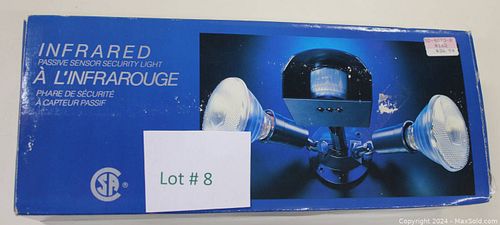 INFRARED
PASSIVE SENSOR SECURITY LIGHT
À L'INFRAROUGE
PHARE DE SÉCURITÉ
À CAPTEUR PASSIF
Lot # 8
Copyright 2024 - MaxSold.com